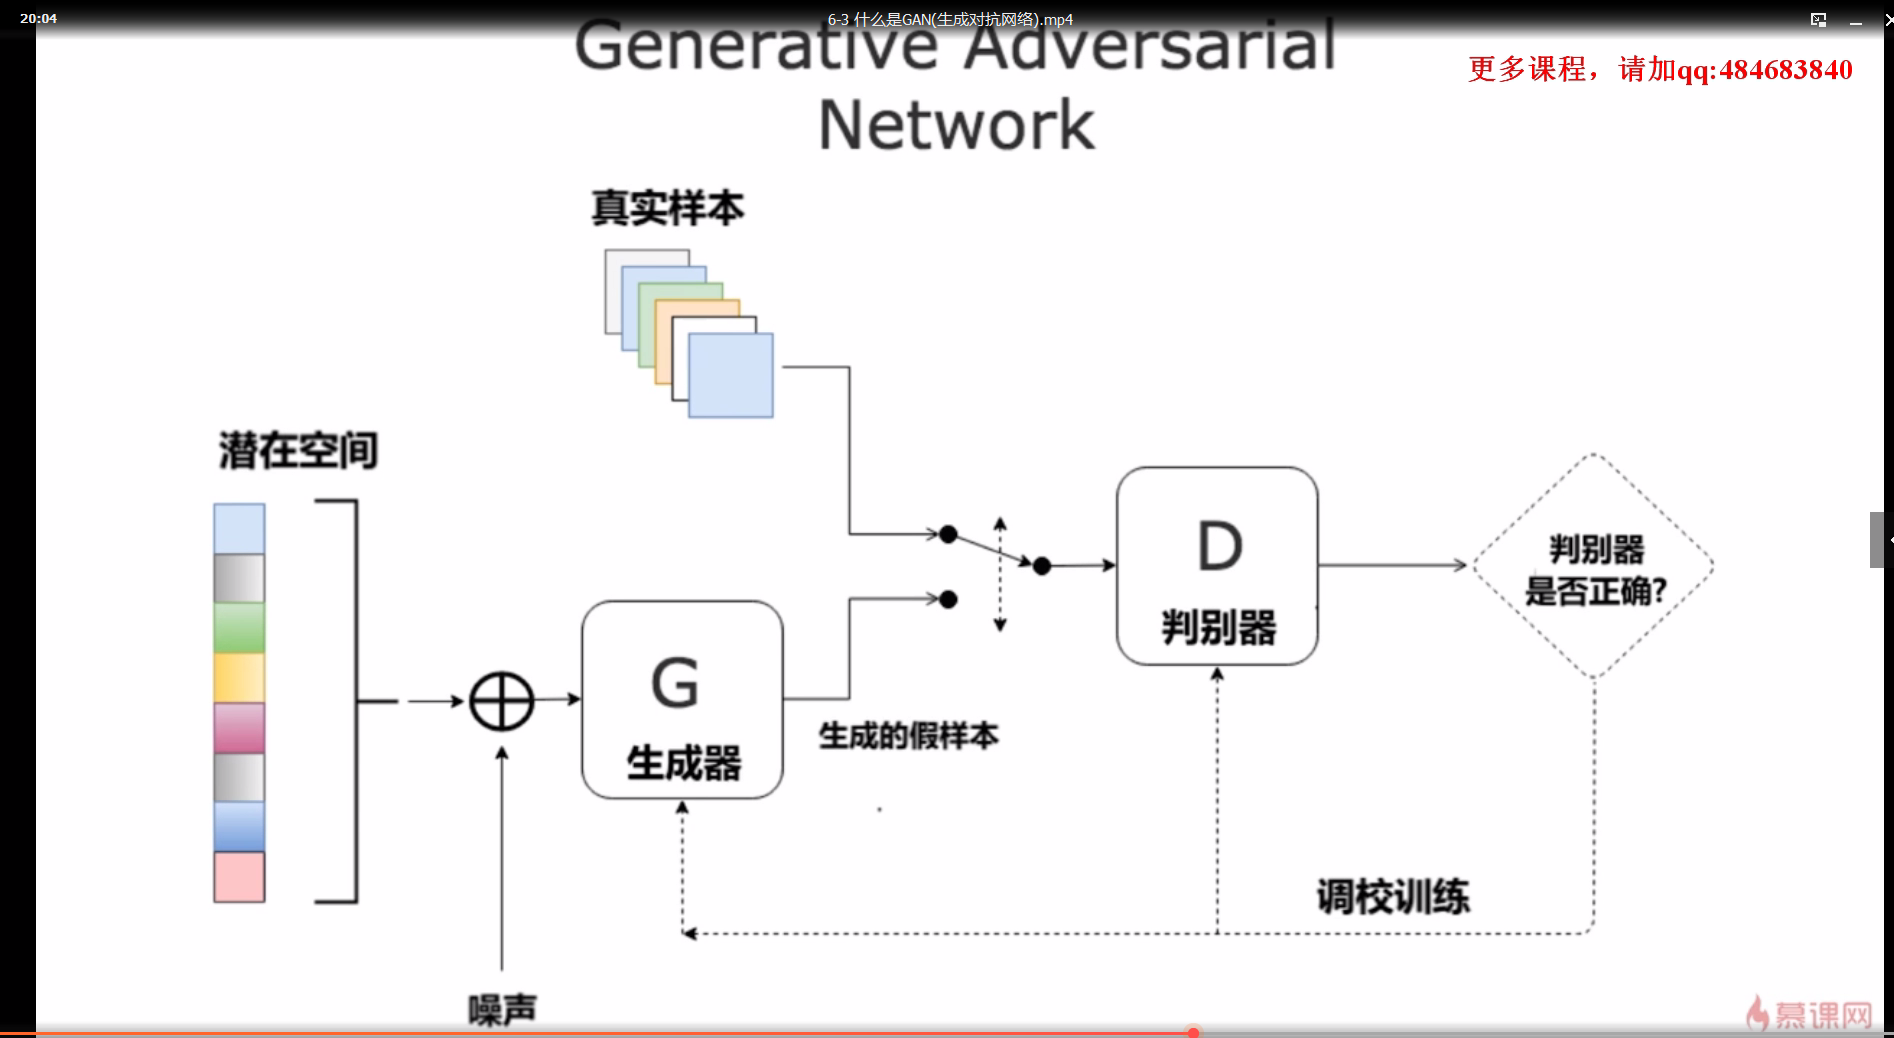 20:04
6-3 什么是GAN(生成对抗网络).mp4
Generative Adversarial
Network
更多课程，请加qq:484683840
真实样本
潜在空间
D
判别器
判别器
是否正确?
G
生成器
生成的假样本
调校训练
噪声
慕课网